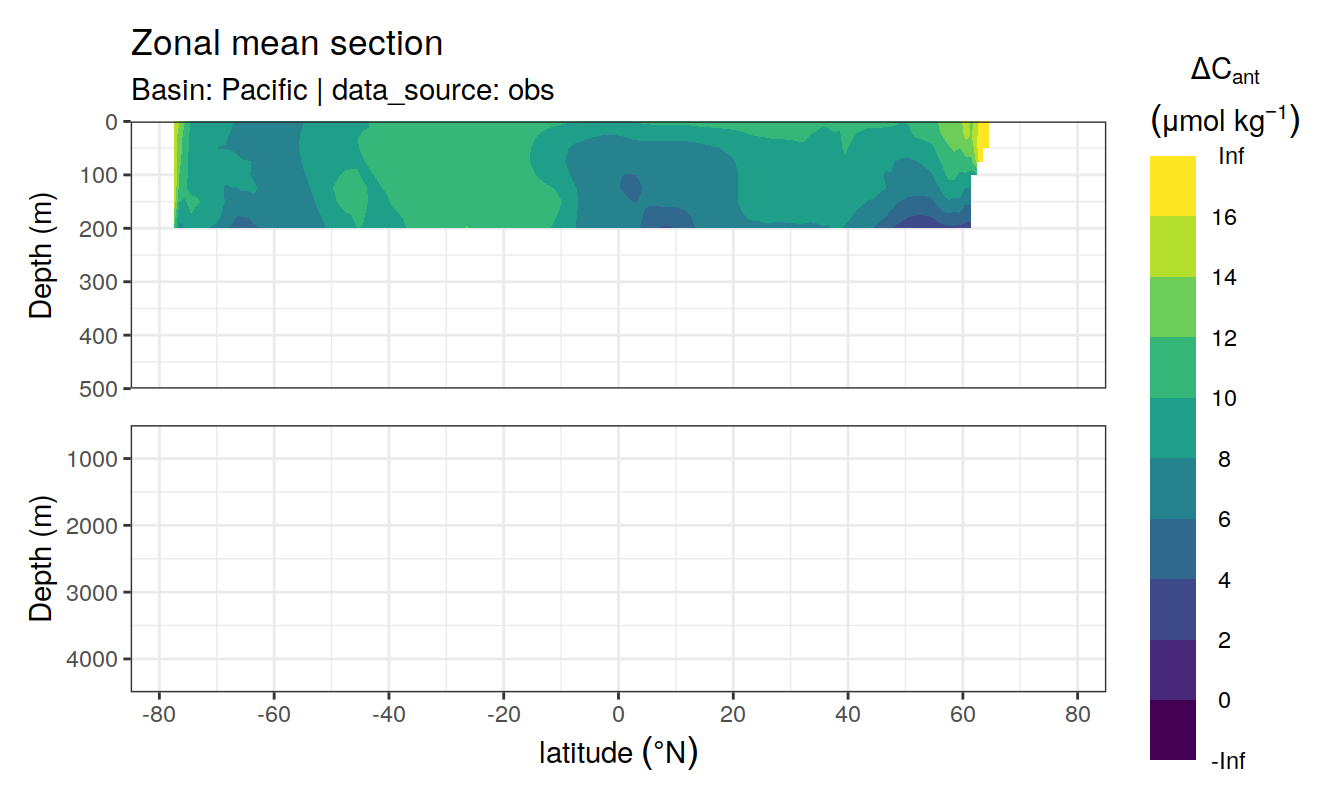 Zonal mean section
Basin: Pacific | data_source: obs
Depth (m)
0
100
200
300
400
500
Depth (m)
1000
2000
3000
4000
-80 -60 -40 -20 0 20 40 60 80
latitude (°N)
ΔCant
(μmol kg−1)
Inf
16
14
12
10
8
6
4
2
0
-Inf